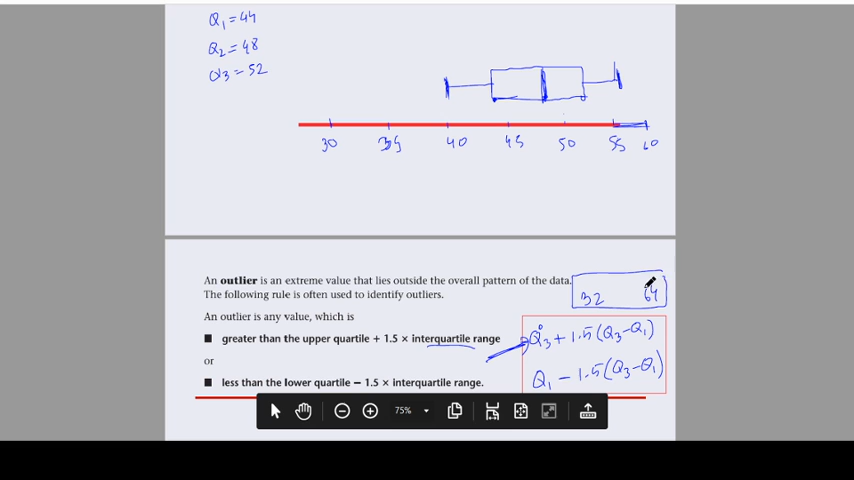 Q1 = 44
Q2 = 48
Q3 = 52
30 35 40 45 50 55 60
An outlier is an extreme value that lies outside the overall pattern of the data.
The following rule is often used to identify outliers.
32 64
An outlier is any value, which is
■ greater than the upper quartile + 1.5 × interquartile range
Q3 + 1.5(Q3-Q1)
or
Q1 - 1.5(Q3-Q1)
■ less than the lower quartile − 1.5 × interquartile range.
75%